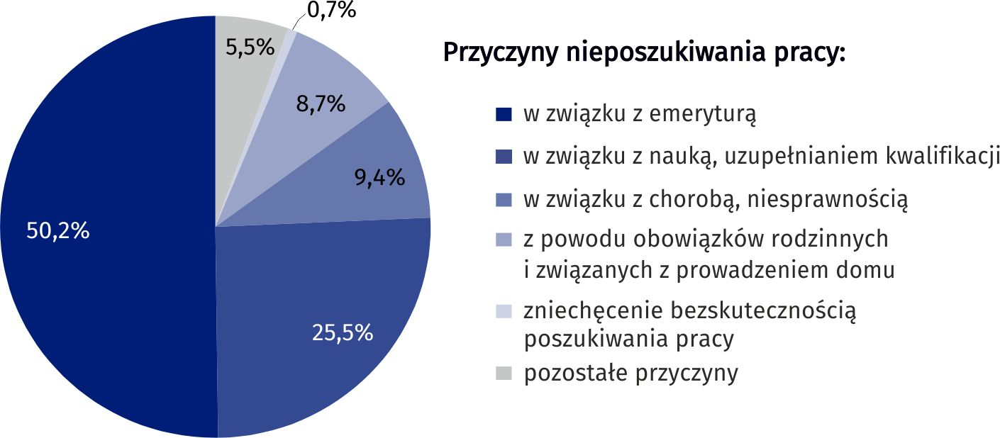 0,7%
5,5%
8,7%
9,4%
50,2%
25,5%
Przyczyny nieposzukiwania pracy:
w związku z emeryturą
w związku z nauką, uzupełnianiem kwalifikacji
w związku z chorobą, niesprawnością
z powodu obowiązków rodzinnych
i związanych z prowadzeniem domu
zniechęcenie bezskutecznością
poszukiwania pracy
pozostałe przyczyny